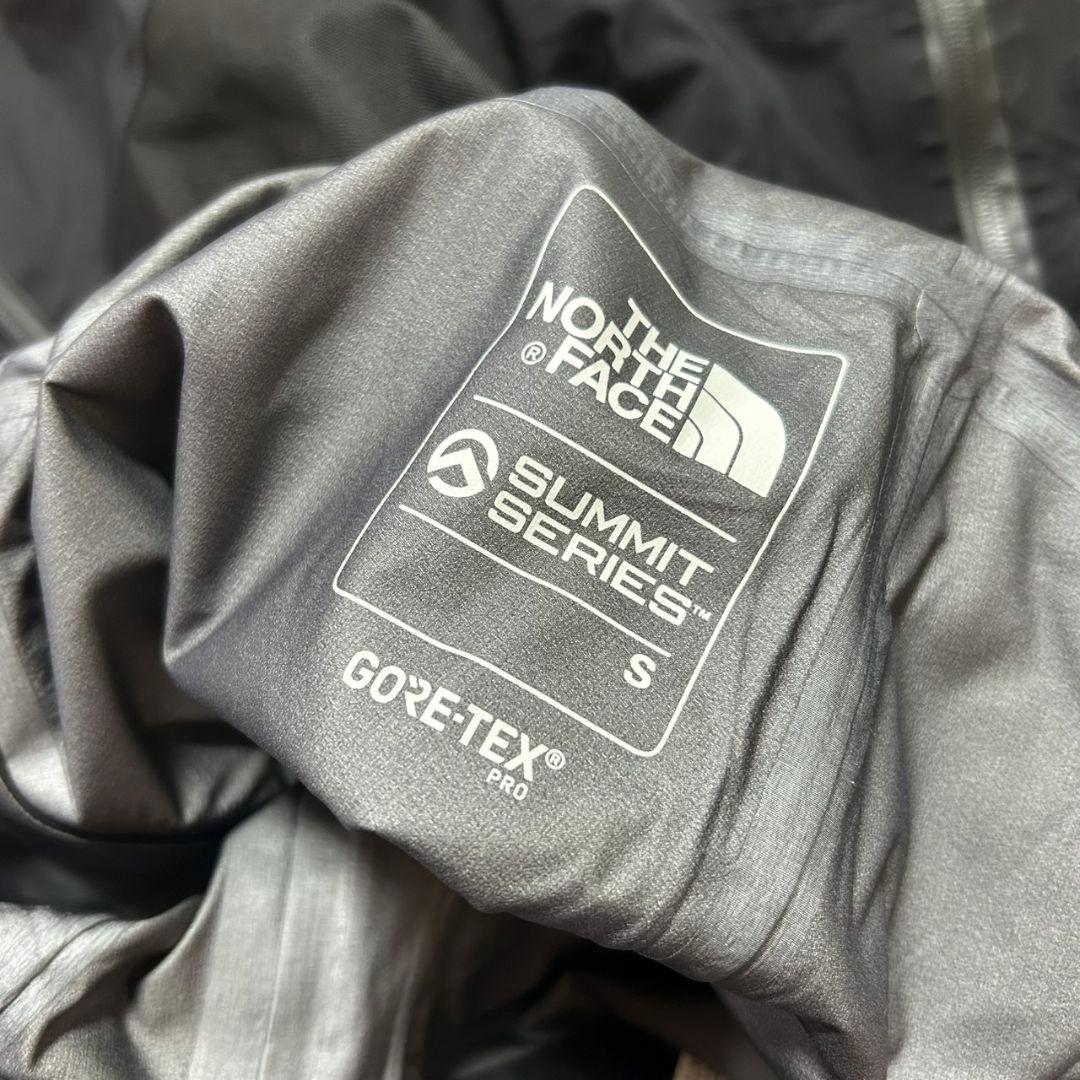 THE
NORTH
FACE®
SUMMIT
SERIES™
S
GORE-TEX®
PRO